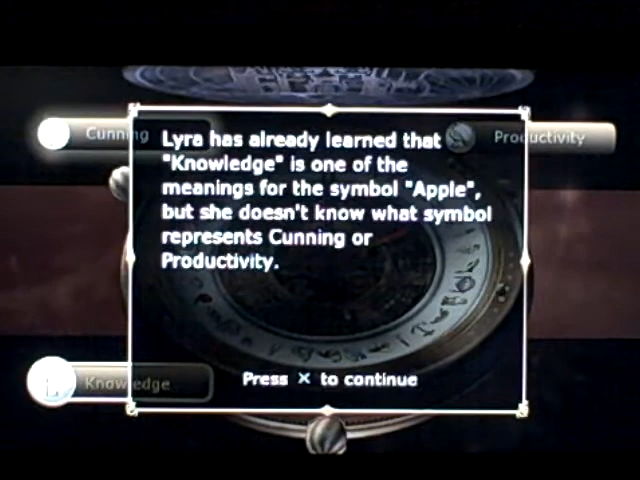 Cunning
Productivity
Lyra has already learned that
"Knowledge" is one of the
meanings for the symbol "Apple",
but she doesn't know what symbol
represents Cunning or
Productivity.
Knowledge
Press X to continue